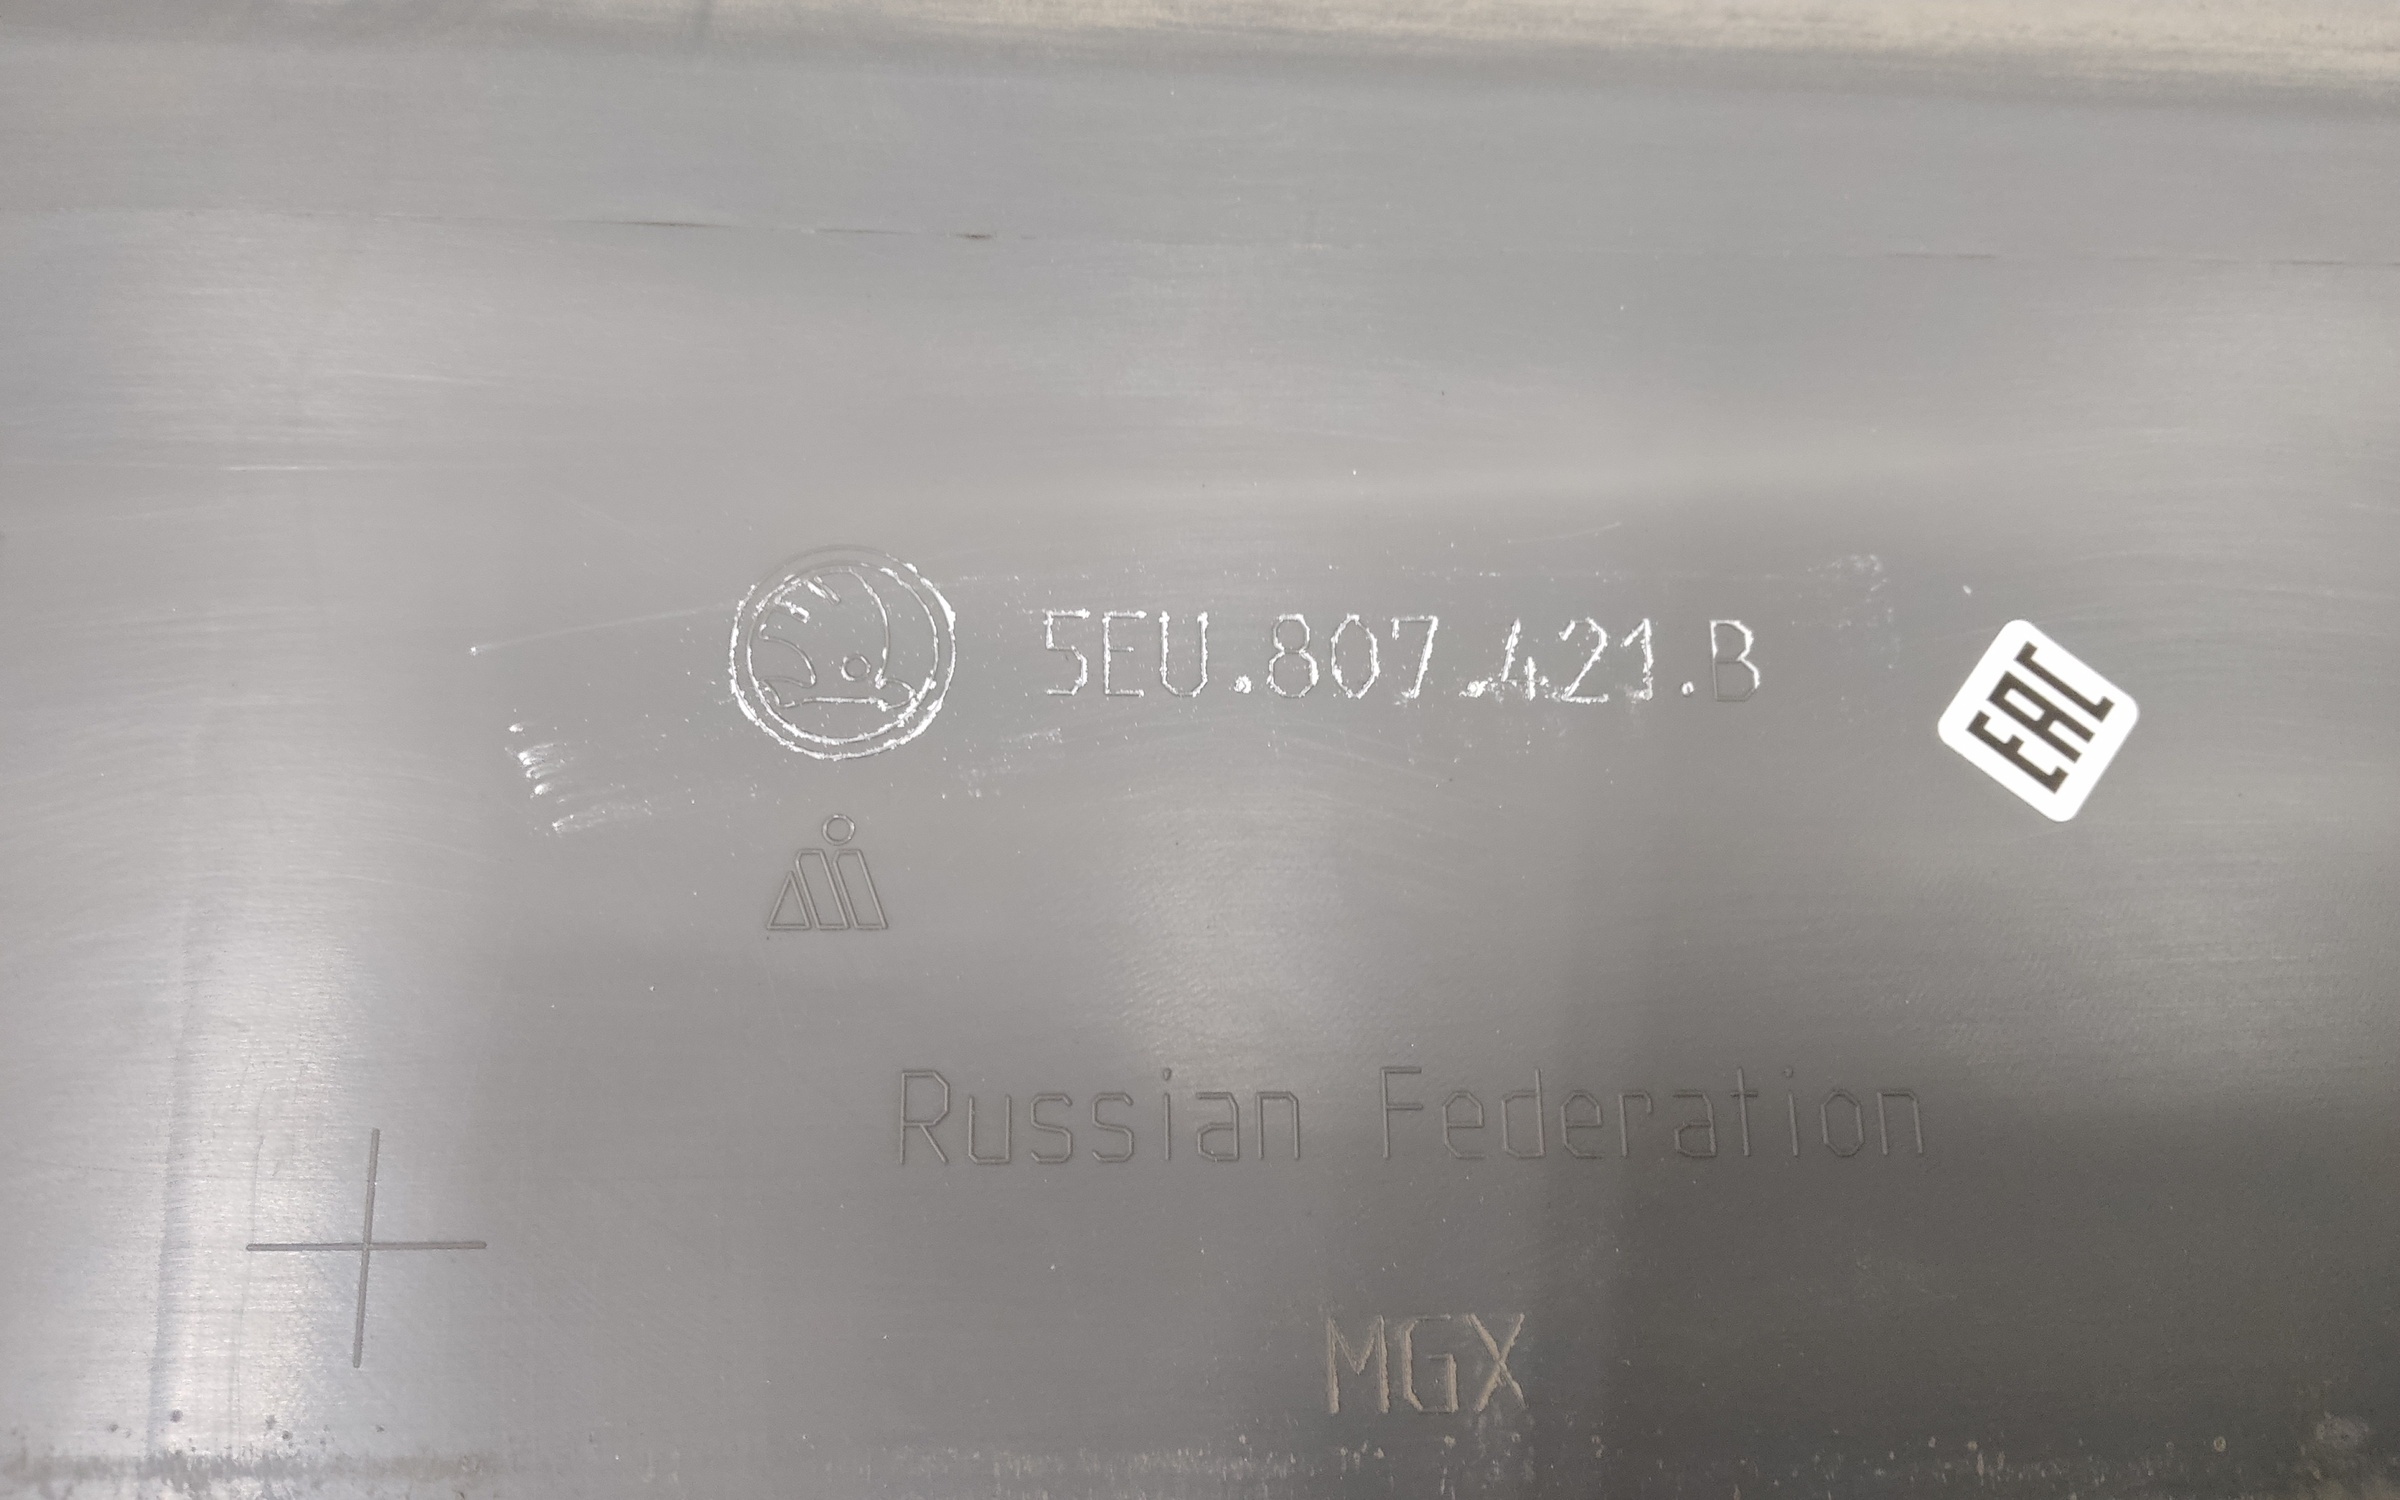 5EU.807.421.B
EAC
Russian Federation
MGX